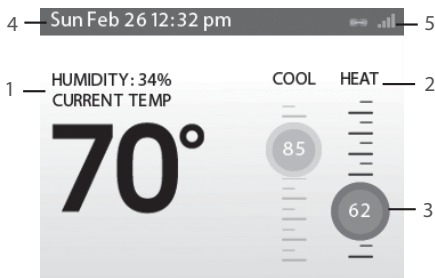 4
Sun Feb 26 12:32 pm
5
1
HUMIDITY: 34%
CURRENT TEMP
70°
COOL
HEAT
2
85
62
3